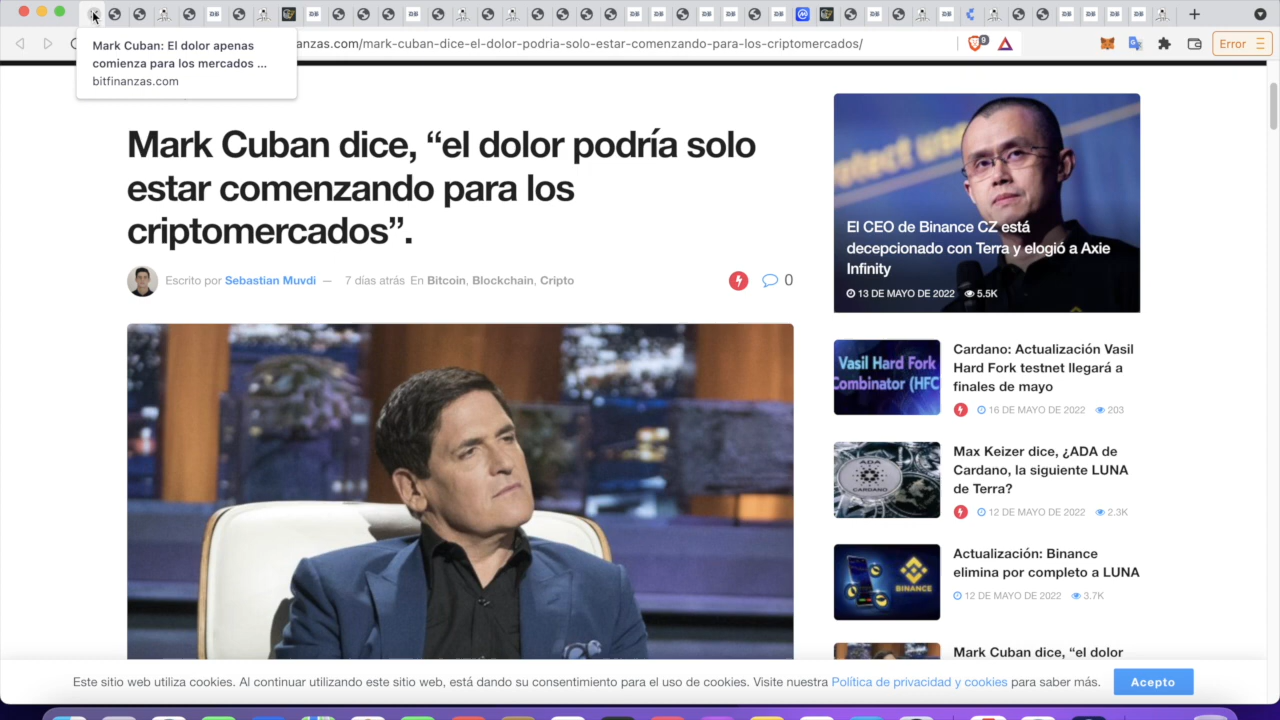 anzas.com/mark-cuban-dice-el-dolor-podria-solo-estar-comenzando-para-los-criptomercados/
9
Error
Mark Cuban: El dolor apenas
comienza para los mercados ...
bitfinanzas.com
Mark Cuban dice, “el dolor podría solo
estar comenzando para los
criptomercados”.
Escrito por Sebastian Muvdi — 7 días atrás En Bitcoin, Blockchain, Cripto
0
El CEO de Binance CZ está
decepcionado con Terra y elogió a Axie
Infinity
13 DE MAYO DE 2022 5.5K
Vasil Hard Fork
Combinator (HFC
Cardano: Actualización Vasil
Hard Fork testnet llegará a
finales de mayo
16 DE MAYO DE 2022 203
ADA
CARDANO
Max Keizer dice, ¿ADA de
Cardano, la siguiente LUNA
de Terra?
12 DE MAYO DE 2022 2.3K
BINANCE
Actualización: Binance
elimina por completo a LUNA
12 DE MAYO DE 2022 3.7K
Mark Cuban dice, “el dolor
Este sitio web utiliza cookies. Al continuar utilizando este sitio web, está dando su consentimiento para el uso de cookies. Visite nuestra Política de privacidad y cookies para saber más.
Acepto